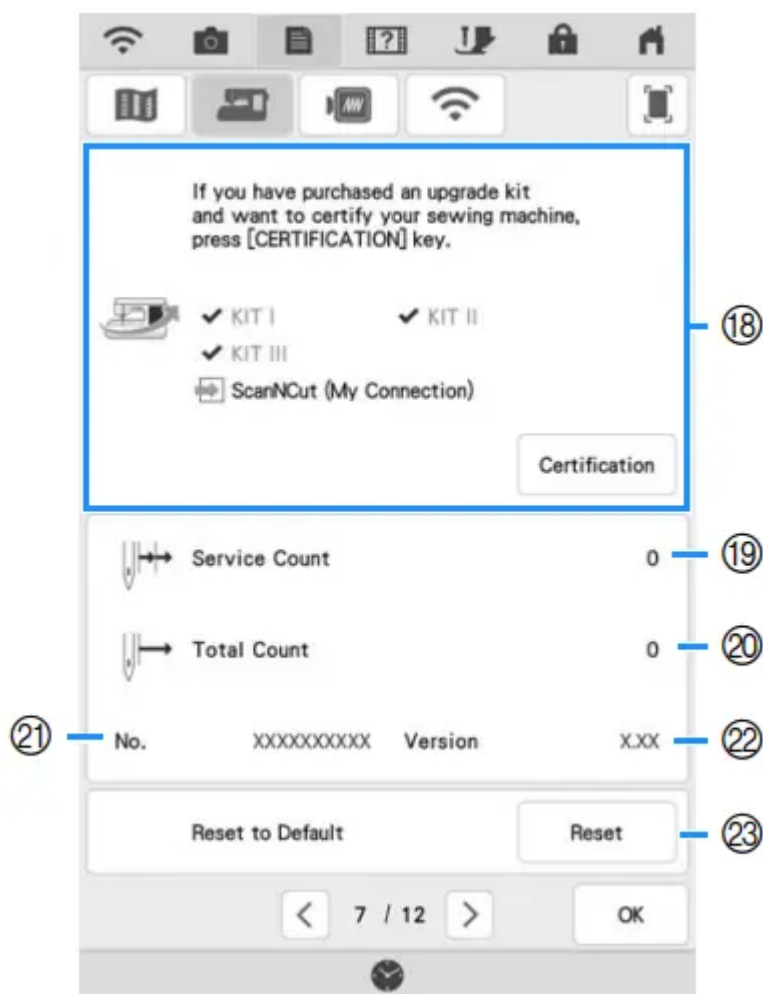 If you have purchased an upgrade kit
and want to certify your sewing machine,
press [CERTIFICATION] key.
KIT I KIT II
KIT III
ScanNCut (My Connection)
Certification
⑱
Service Count 0 ⑲
Total Count 0 ⑳
㉑ No. XXXXXXXXXX Version X.XX ㉒
Reset to Default Reset ㉓
< 7 / 12 > OK